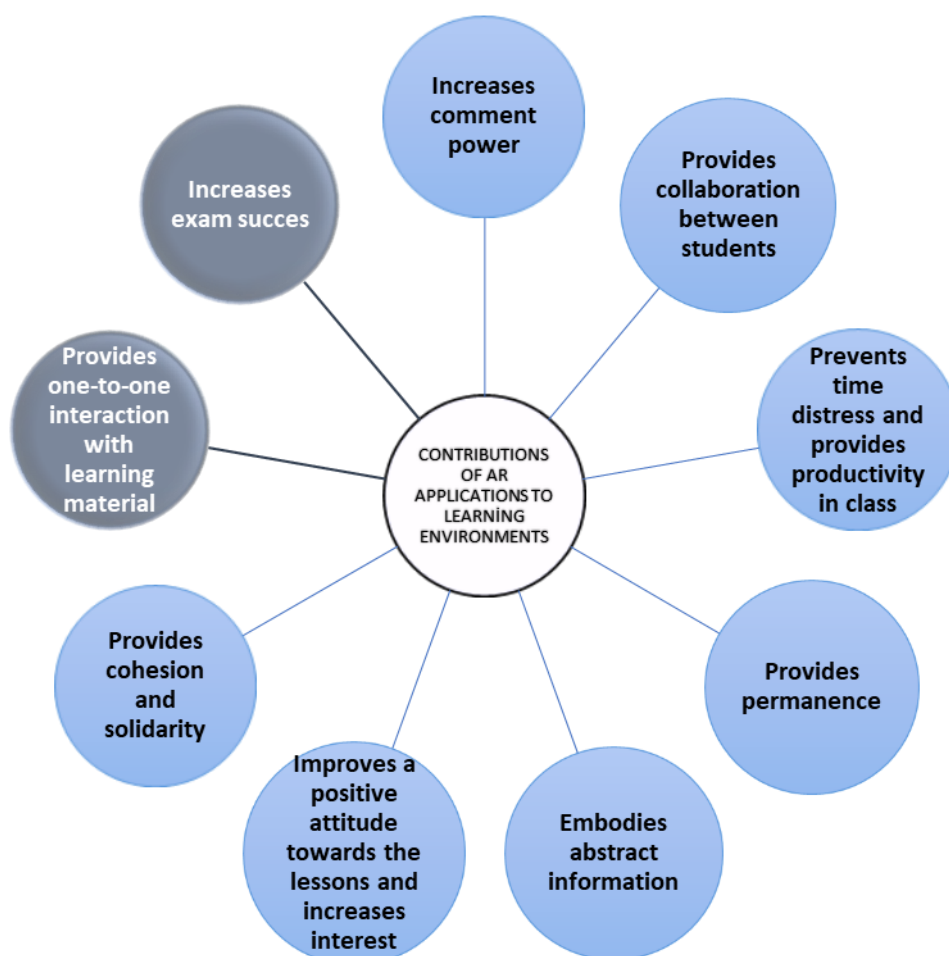 Increases
comment
power
Provides
collaboration
between
students
Prevents
time
distress and
provides
productivity
in class
Provides
permanence
Embodies
abstract
information
Improves a
positive
attitude
towards the
lessons and
increases
interest
Provides
cohesion
and
solidarity
Provides
one-to-one
interaction
with
learning
material
Increases
exam succes
CONTRIBUTIONS
OF AR
APPLICATIONS TO
LEARNİNG
ENVIRONMENTS